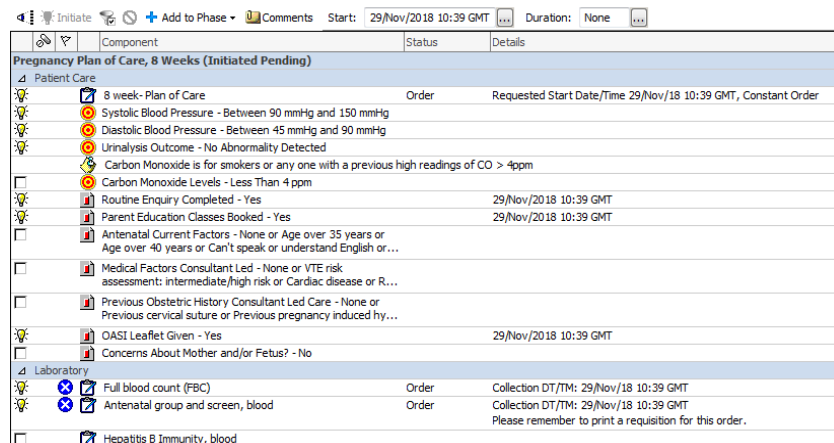 Initiate Add to Phase Comments Start: 29/Nov/2018 10:39 GMT ... Duration: None ...
Component Status Details
Pregnancy Plan of Care, 8 Weeks (Initiated Pending)
Patient Care
8 week- Plan of Care Order Requested Start Date/Time 29/Nov/18 10:39 GMT, Constant Order
Systolic Blood Pressure - Between 90 mmHg and 150 mmHg
Diastolic Blood Pressure - Between 45 mmHg and 90 mmHg
Urinalysis Outcome - No Abnormality Detected
Carbon Monoxide is for smokers or any one with a previous high readings of CO > 4ppm
Carbon Monoxide Levels - Less Than 4 ppm
Routine Enquiry Completed - Yes 29/Nov/2018 10:39 GMT
Parent Education Classes Booked - Yes 29/Nov/2018 10:39 GMT
Antenatal Current Factors - None or Age over 35 years or
Age over 40 years or Can't speak or understand English or...
Medical Factors Consultant Led - None or VTE risk
assessment: intermediate/high risk or Cardiac disease or R...
Previous Obstetric History Consultant Led Care - None or
Previous cervical suture or Previous pregnancy induced hy...
OASI Leaflet Given - Yes 29/Nov/2018 10:39 GMT
Concerns About Mother and/or Fetus? - No
Laboratory
Full blood count (FBC) Order Collection DT/TM: 29/Nov/18 10:39 GMT
Antenatal group and screen, blood Order Collection DT/TM: 29/Nov/18 10:39 GMT
Please remember to print a requisition for this order.
Hepatitis B Immunity, blood